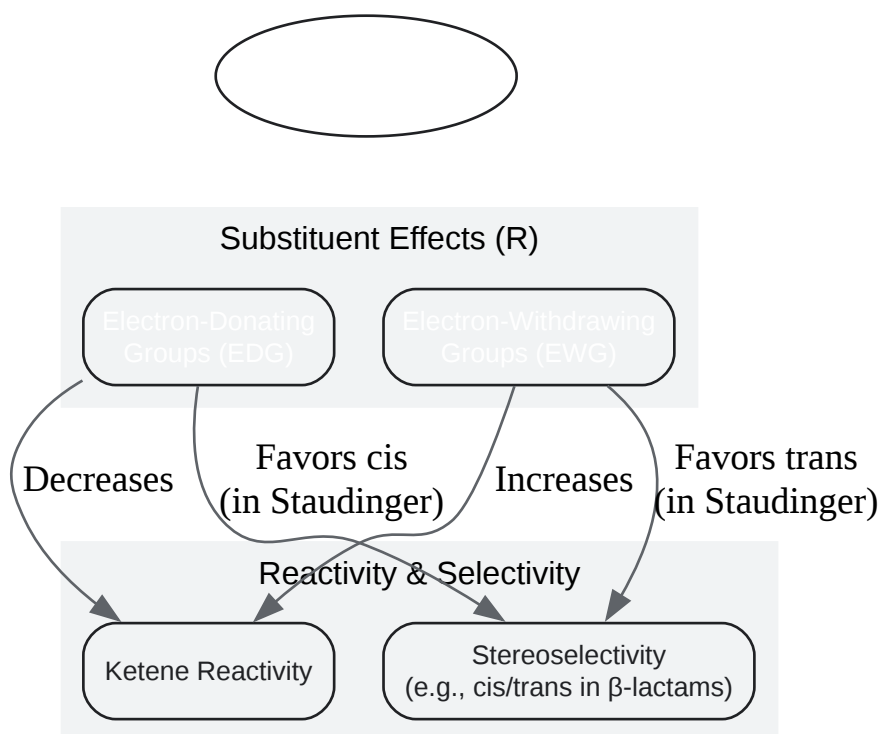 Substituent Effects (R)
Electron-Donating
Groups (EDG)
Electron-Withdrawing
Groups (EWG)
Decreases
Favors cis
(in Staudinger)
Increases
Favors trans
(in Staudinger)
Reactivity & Selectivity
Ketene Reactivity
Stereoselectivity
(e.g., cis/trans in β-lactams)